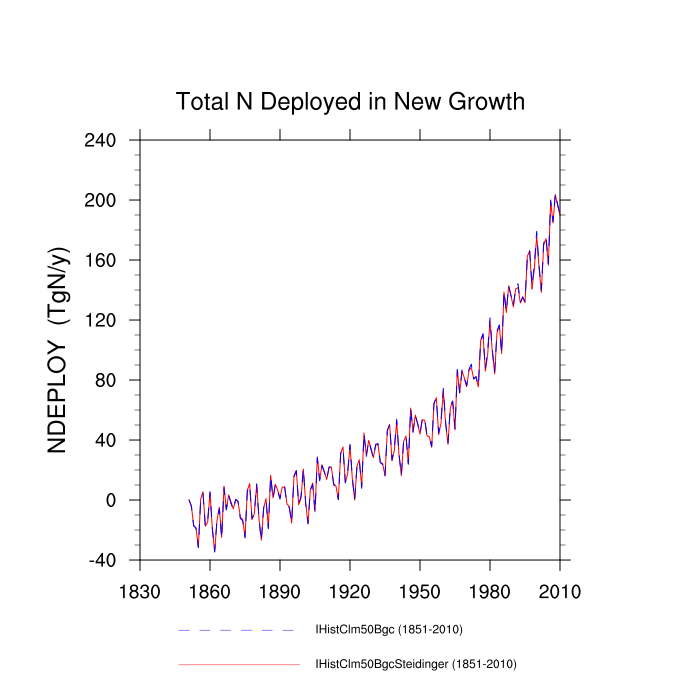 Total N Deployed in New Growth
NDEPLOY (TgN/y)
240
200
160
120
80
40
0
-40
1830 1860 1890 1920 1950 1980 2010
IHistClm50Bgc (1851-2010)
IHistClm50BgcSteidinger (1851-2010)